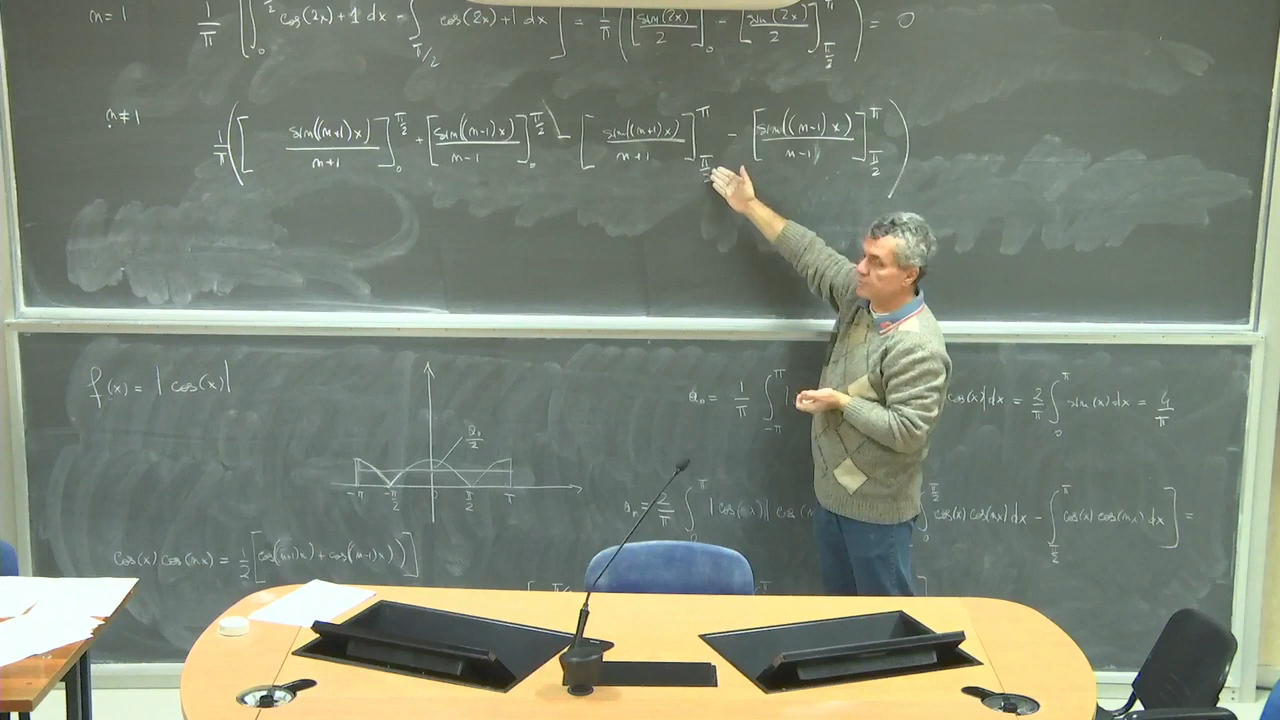 n=1 1/π [ ∫₀^{π/2} cos(2x)+1 dx - ∫_{π/2}^{π} cos(2x)+1 dx ] = 1/π ( [ sin(2x)/2 ]₀ - [ sin(2x)/2 ]_{π/2}^{π} ) = 0
n≠1 1/π ( [ sin((n+1)x)/(n+1) ]₀^{π/2} + [ sin((n-1)x)/(n-1) ]₀^{π/2} - [ sin((n+1)x)/(n+1) ]_{π/2}^{π} - [ sin((n-1)x)/(n-1) ]_{π/2}^{π} )
f(x) = |cos(x)|
a₀ = 1/π ∫_{-π}^{π} | cos(x)|dx = 2/π ∫₀^{π} sin(x)dx = 4/π
a₀/2
-π -π/2 0 π/2 π
aₙ = 2/π ∫₀^{π} |cos(x)| cos ∫₀^{π/2} cos(x)cos(nx)dx - ∫_{π/2}^{π} cos(x)cos(nx)dx ] =
cos(x)cos(nx) = 1/2 [ cos((n+1)x)+cos((n-1)x) ]